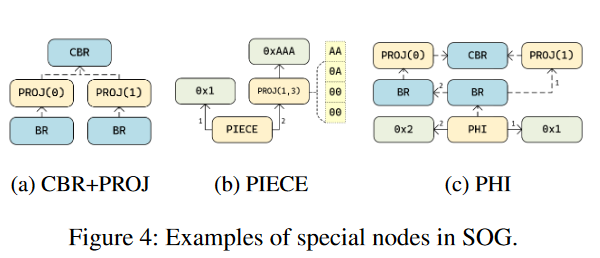 CBR
PROJ(0) PROJ(1)
BR BR
(a) CBR+PROJ
0xAAA
0x1 PROJ(1,3)
AA
0A
00
00
1 2
PIECE
(b) PIECE
PROJ(0) CBR PROJ(1)
BR 2 BR 1
0x2 2 PHI 1 0x1
(c) PHI
Figure 4: Examples of special nodes in SOG.